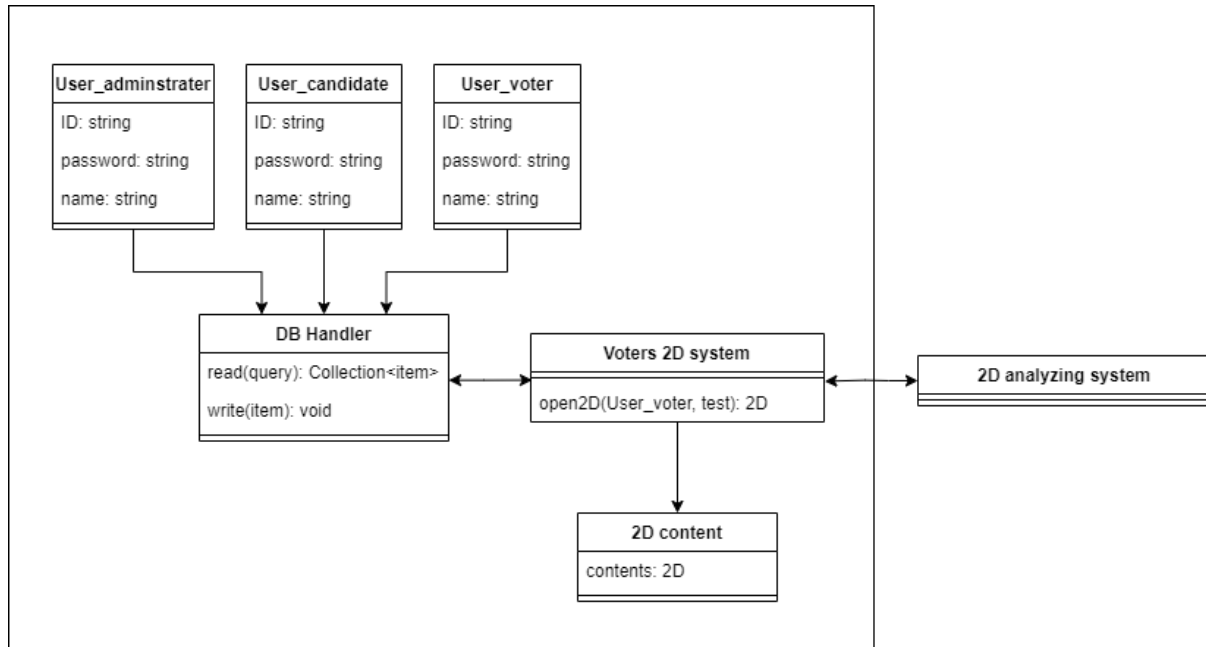 User_adminstrater
ID: string
password: string
name: string
User_candidate
ID: string
password: string
name: string
User_voter
ID: string
password: string
name: string
DB Handler
read(query): Collection<item>
write(item): void
Voters 2D system
open2D(User_voter, test): 2D
2D analyzing system
2D content
contents: 2D